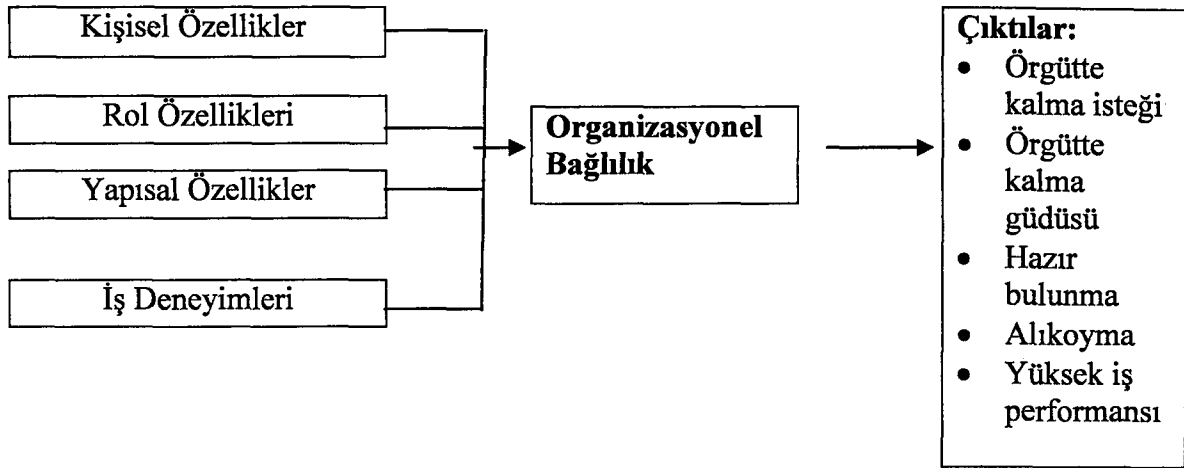 Kişisel Özellikler
Rol Özellikleri
Yapısal Özellikler
İş Deneyimleri
Organizasyonel
Bağlılık
Çıktılar:
• Örgütte
kalma isteği
• Örgütte
kalma
güdüsü
• Hazır
bulunma
• Alıkoyma
• Yüksek iş
performansı